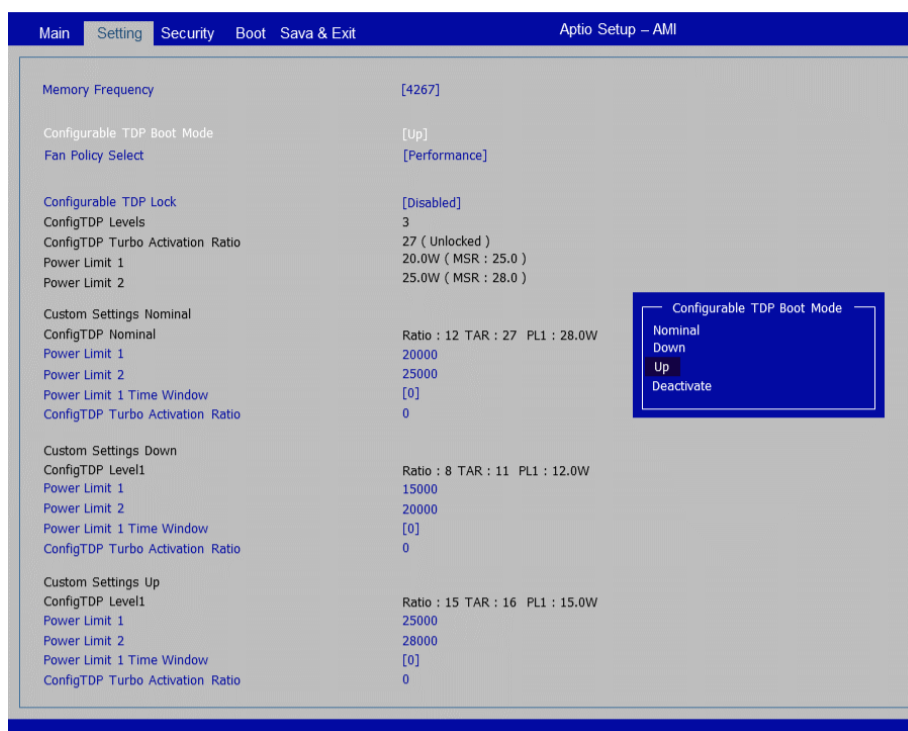 Main Setting Security Boot Sava & Exit Aptio Setup – AMI
Memory Frequency [4267]
Configurable TDP Boot Mode [Up]
Fan Policy Select [Performance]
Configurable TDP Lock [Disabled]
ConfigTDP Levels 3
ConfigTDP Turbo Activation Ratio 27 ( Unlocked )
Power Limit 1 20.0W ( MSR : 25.0 )
Power Limit 2 25.0W ( MSR : 28.0 )
Custom Settings Nominal
ConfigTDP Nominal Ratio : 12 TAR : 27 PL1 : 28.0W
Power Limit 1 20000
Power Limit 2 25000
Power Limit 1 Time Window [0]
ConfigTDP Turbo Activation Ratio 0
Configurable TDP Boot Mode
Nominal
Down
Up
Deactivate
Custom Settings Down
ConfigTDP Level1 Ratio : 8 TAR : 11 PL1 : 12.0W
Power Limit 1 15000
Power Limit 2 20000
Power Limit 1 Time Window [0]
ConfigTDP Turbo Activation Ratio 0
Custom Settings Up
ConfigTDP Level1 Ratio : 15 TAR : 16 PL1 : 15.0W
Power Limit 1 25000
Power Limit 2 28000
Power Limit 1 Time Window [0]
ConfigTDP Turbo Activation Ratio 0